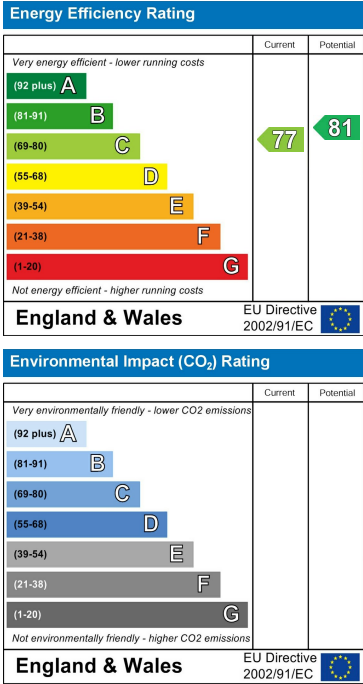 Energy Efficiency Rating
Current Potential
Very energy efficient - lower running costs
(92 plus) A
(81-91) B
(69-80) C
(55-68) D
(39-54) E
(21-38) F
(1-20) G
77
81
Not energy efficient - higher running costs
England & Wales
EU Directive
2002/91/EC
Environmental Impact (CO₂) Rating
Current Potential
Very environmentally friendly - lower CO2 emissions
(92 plus) A
(81-91) B
(69-80) C
(55-68) D
(39-54) E
(21-38) F
(1-20) G
Not environmentally friendly - higher CO2 emissions
England & Wales
EU Directive
2002/91/EC